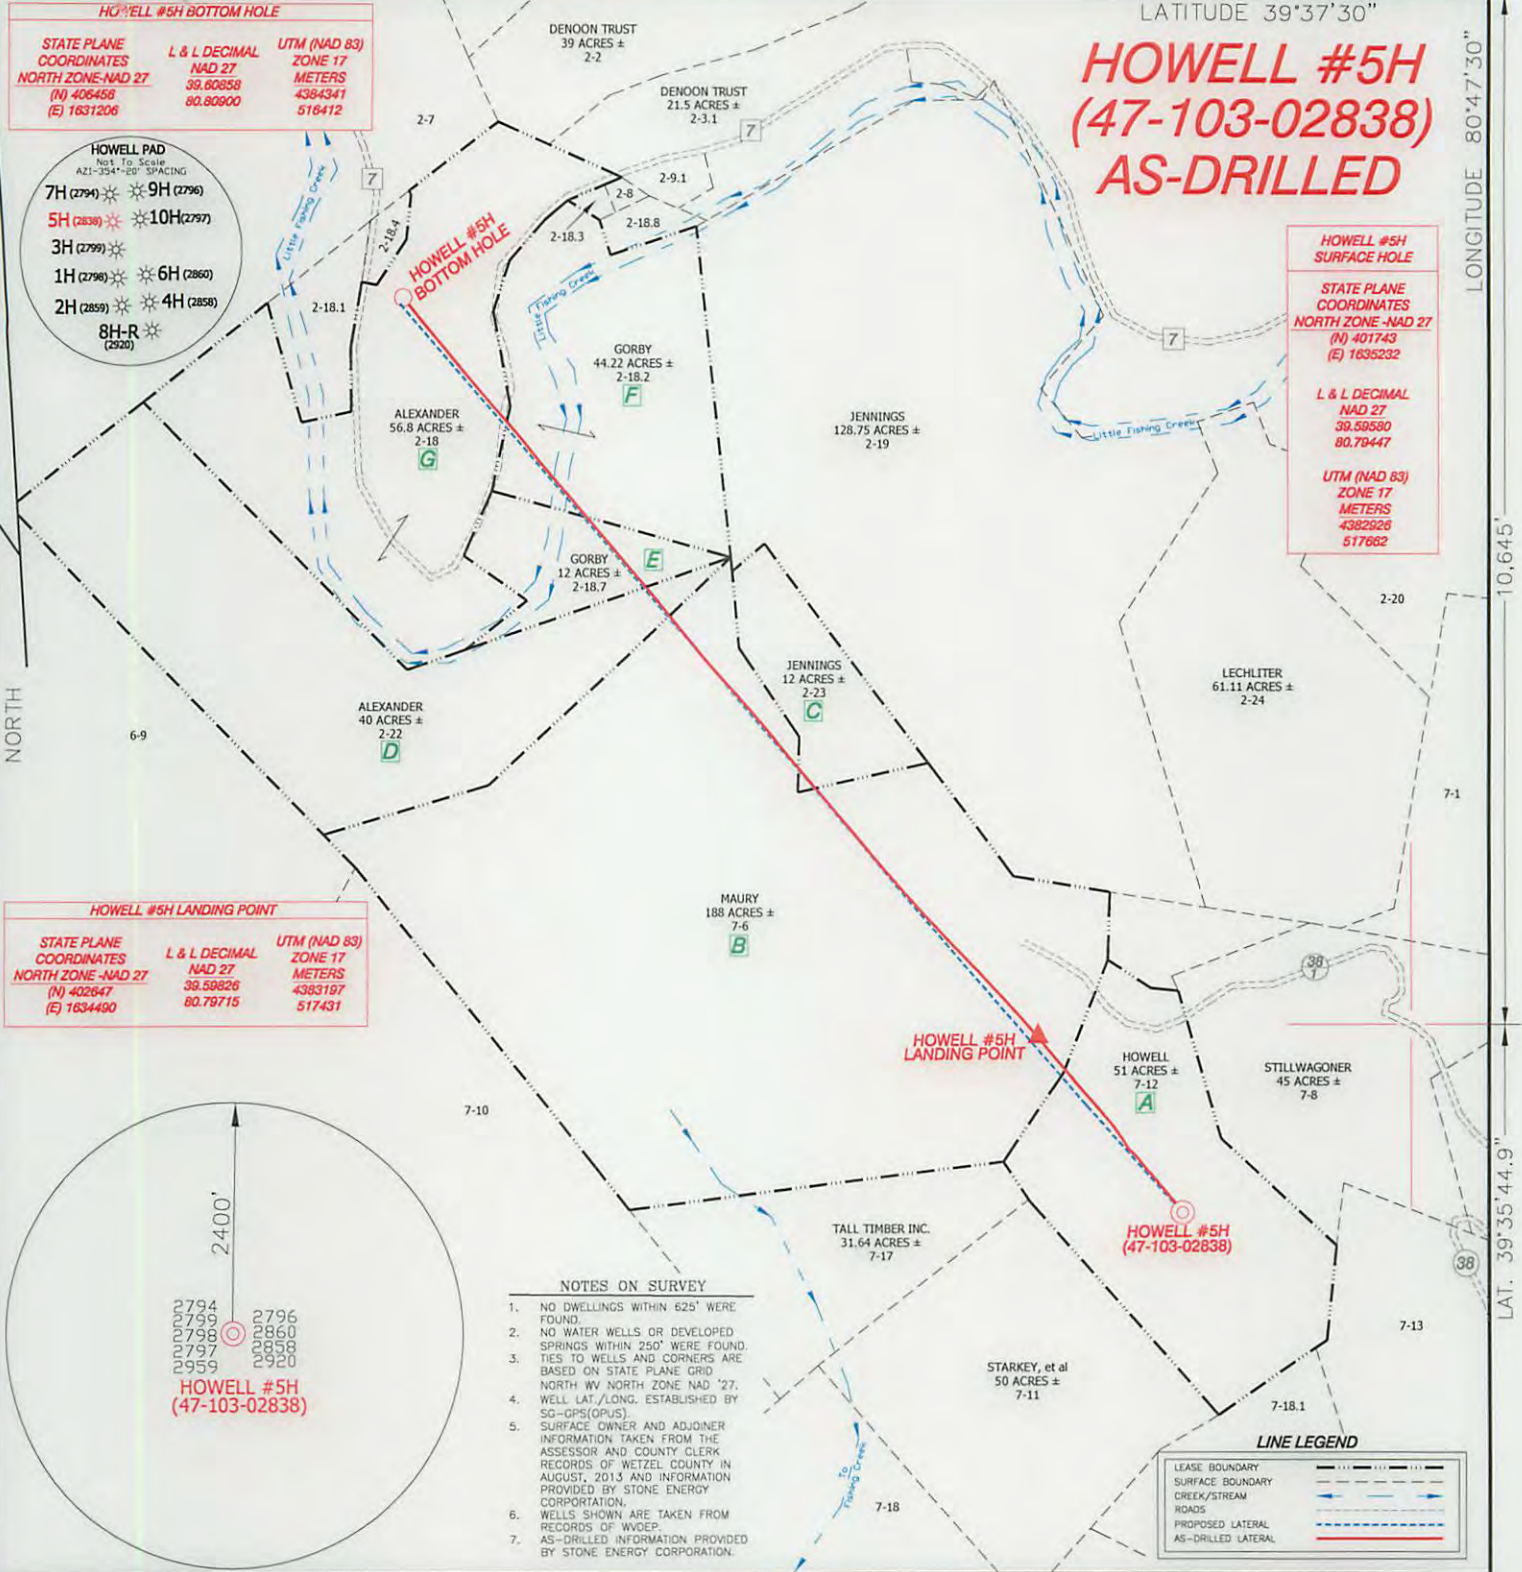 LATITUDE 39°37'30"
HOWELL #5H
(47-103-02838)
AS-DRILLED
LONGITUDE 80°47'30"
HOWELL #5H BOTTOM HOLE
STATE PLANE
COORDINATES
NORTH ZONE-NAD 27
(N) 406456
(E) 1631206
L & L DECIMAL
NAD 27
39.60858
80.80900
UTM (NAD 83)
ZONE 17
METERS
4384341
516412
HOWELL PAD
Not To Scale
AZI-354°-20' SPACING
7H (2794) 9H (2796)
5H (2838) 10H (2797)
3H (2799)
1H (2798) 6H (2860)
2H (2859) 4H (2858)
8H-R
(2920)
DENOON TRUST
39 ACRES ±
2-2
DENOON TRUST
21.5 ACRES ±
2-3.1
2-7
7
7
2-9.1
2-8
2-18.8
2-18.3
2-18.4
2-18.1
Little Fishing Creek
Little Fishing Creek
HOWELL #5H
BOTTOM HOLE
GORBY
44.22 ACRES ±
2-18.2
F
ALEXANDER
56.8 ACRES ±
2-18
G
JENNINGS
128.75 ACRES ±
2-19
7
Little Fishing Creek
HOWELL #5H
SURFACE HOLE
STATE PLANE
COORDINATES
NORTH ZONE -NAD 27
(N) 401743
(E) 1635232
L & L DECIMAL
NAD 27
39.59580
80.79447
UTM (NAD 83)
ZONE 17
METERS
4382926
517662
10,645'
GORBY
12 ACRES ±
2-18.7
E
2-20
JENNINGS
12 ACRES ±
2-23
C
LECHLITER
61.11 ACRES ±
2-24
ALEXANDER
40 ACRES ±
2-22
D
6-9
NORTH
7-1
MAURY
188 ACRES ±
7-6
B
HOWELL #5H LANDING POINT
STATE PLANE
COORDINATES
NORTH ZONE -NAD 27
(N) 402647
(E) 1634490
L & L DECIMAL
NAD 27
39.59826
80.79715
UTM (NAD 83)
ZONE 17
METERS
4383197
517431
38
1
HOWELL #5H
LANDING POINT
HOWELL
51 ACRES ±
7-12
A
STILLWAGONER
45 ACRES ±
7-8
7-10
LAT. 39°35'44.9"
2400'
2794
2799
2798
2797
2959
2796
2860
2858
2920
HOWELL #5H
(47-103-02838)
TALL TIMBER INC.
31.64 ACRES ±
7-17
HOWELL #5H
(47-103-02838)
38
7-13
STARKEY, et al
50 ACRES ±
7-11
7-18.1
7-18
To
Fishing Creek
NOTES ON SURVEY
1. NO DWELLINGS WITHIN 625' WERE
FOUND.
2. NO WATER WELLS OR DEVELOPED
SPRINGS WITHIN 250' WERE FOUND.
3. TIES TO WELLS AND CORNERS ARE
BASED ON STATE PLANE GRID
NORTH WV NORTH ZONE NAD '27.
4. WELL LAT./LONG. ESTABLISHED BY
SG-GPS(OPUS).
5. SURFACE OWNER AND ADJOINER
INFORMATION TAKEN FROM THE
ASSESSOR AND COUNTY CLERK
RECORDS OF WETZEL COUNTY IN
AUGUST, 2013 AND INFORMATION
PROVIDED BY STONE ENERGY
CORPORTATION.
6. WELLS SHOWN ARE TAKEN FROM
RECORDS OF WVDEP.
7. AS-DRILLED INFORMATION PROVIDED
BY STONE ENERGY CORPORATION.
LINE LEGEND
LEASE BOUNDARY
SURFACE BOUNDARY
CREEK/STREAM
ROADS
PROPOSED LATERAL
AS-DRILLED LATERAL